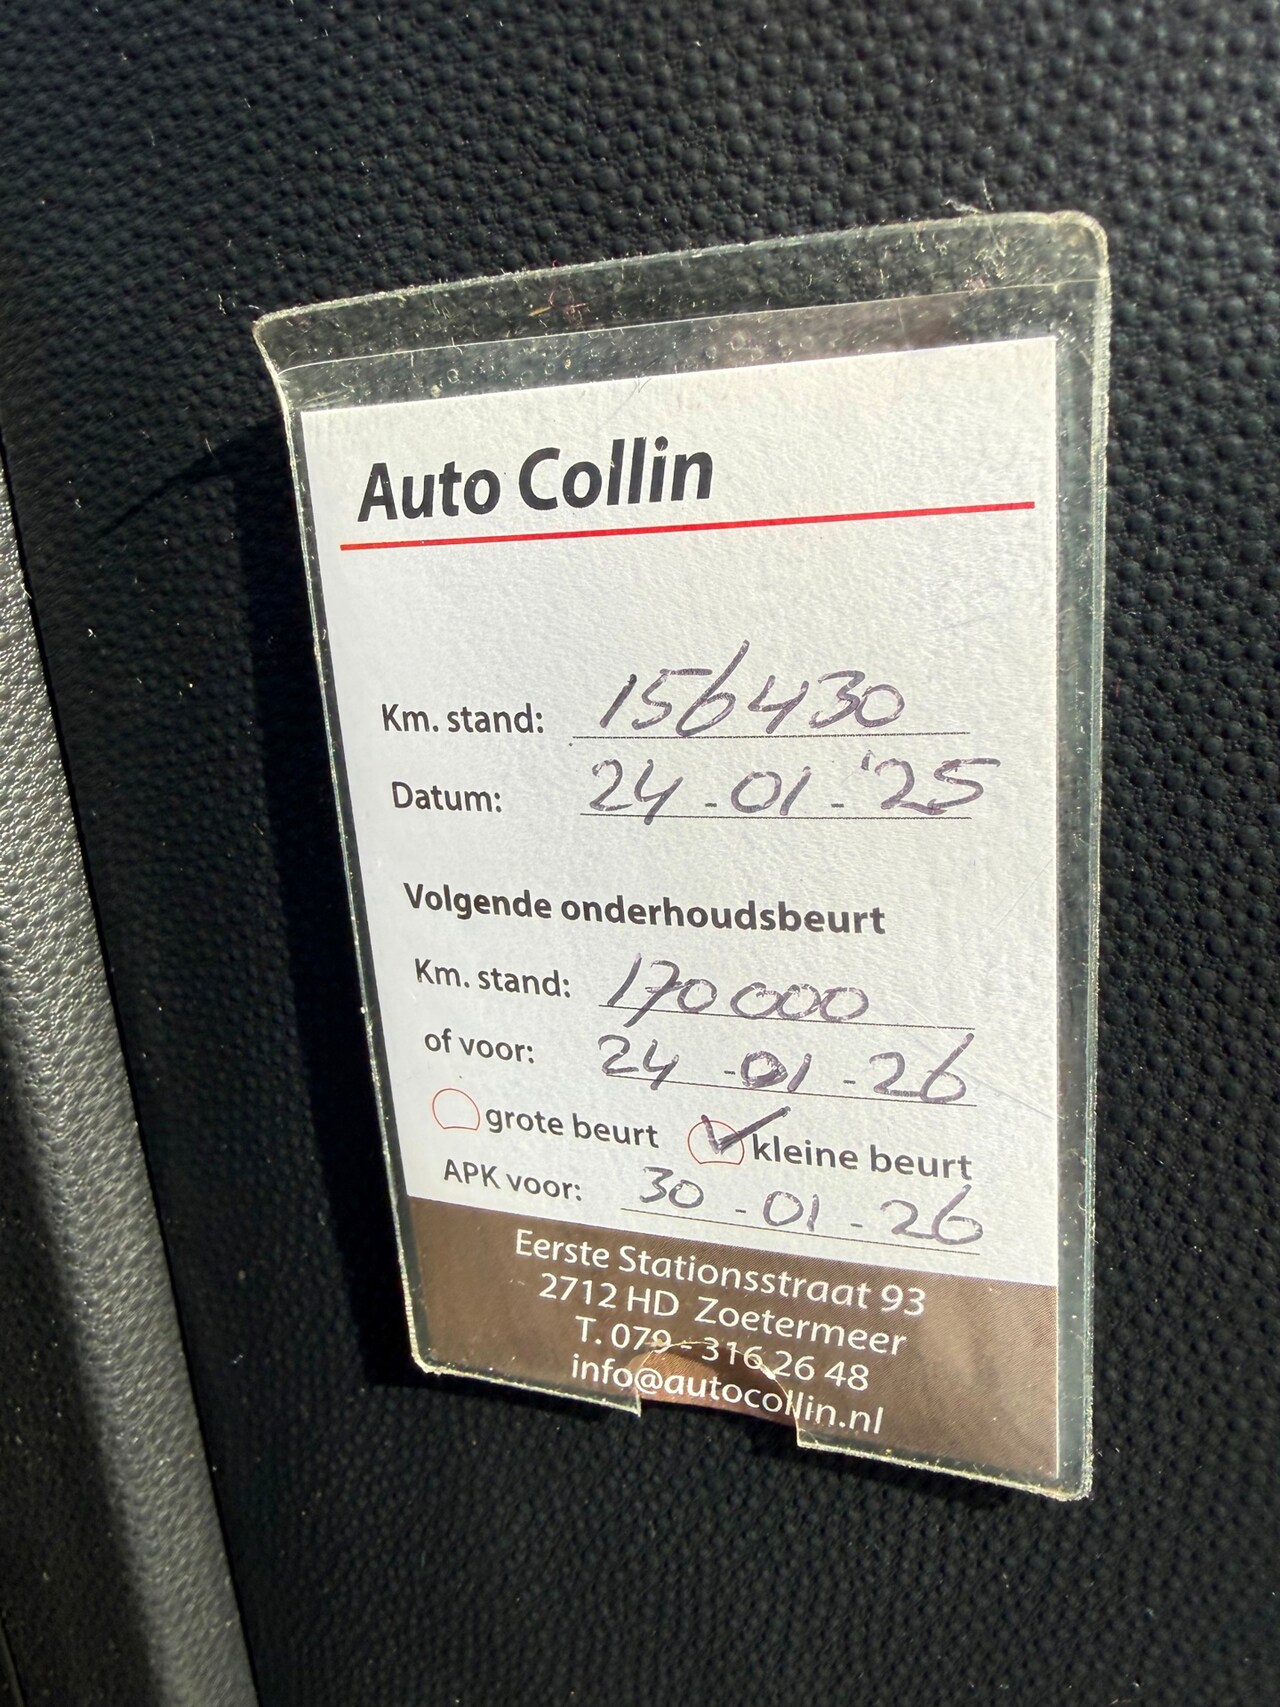 Auto Collin
Km. stand: 156430
Datum: 24-01-'25
Volgende onderhoudsbeurt
Km. stand: 170000
of voor: 24-01-26
grote beurt kleine beurt
APK voor: 30-01-26
Eerste Stationsstraat 93
2712 HD Zoetermeer
T. 079 - 316 26 48
info@autocollin.nl